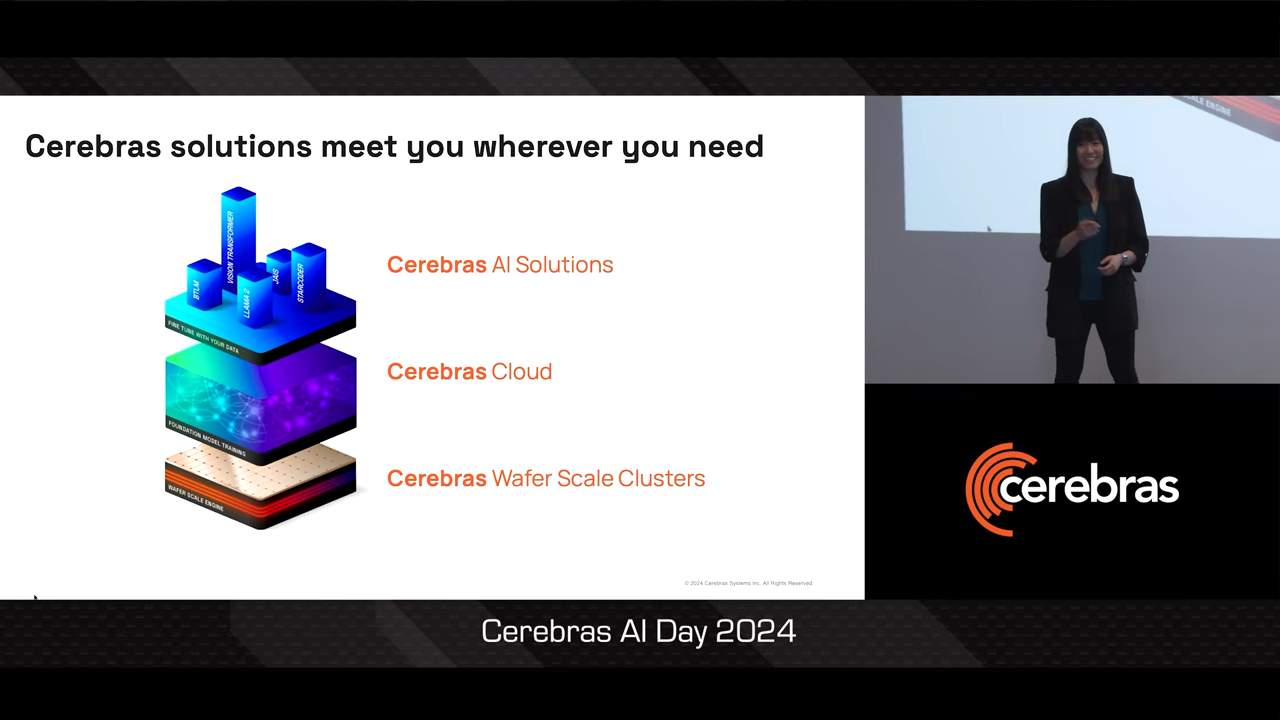 Cerebras solutions meet you wherever you need
BTLM
VISION TRANSFORMER
LLAMA 2
JAIS
STARCODER
FINE TUNE WITH YOUR DATA
Cerebras AI Solutions
FOUNDATION MODEL TRAINING
Cerebras Cloud
WAFER SCALE ENGINE
Cerebras Wafer Scale Clusters
© 2024 Cerebras Systems Inc. All Rights Reserved
SCALE ENGINE
cerebras
Cerebras AI Day 2024